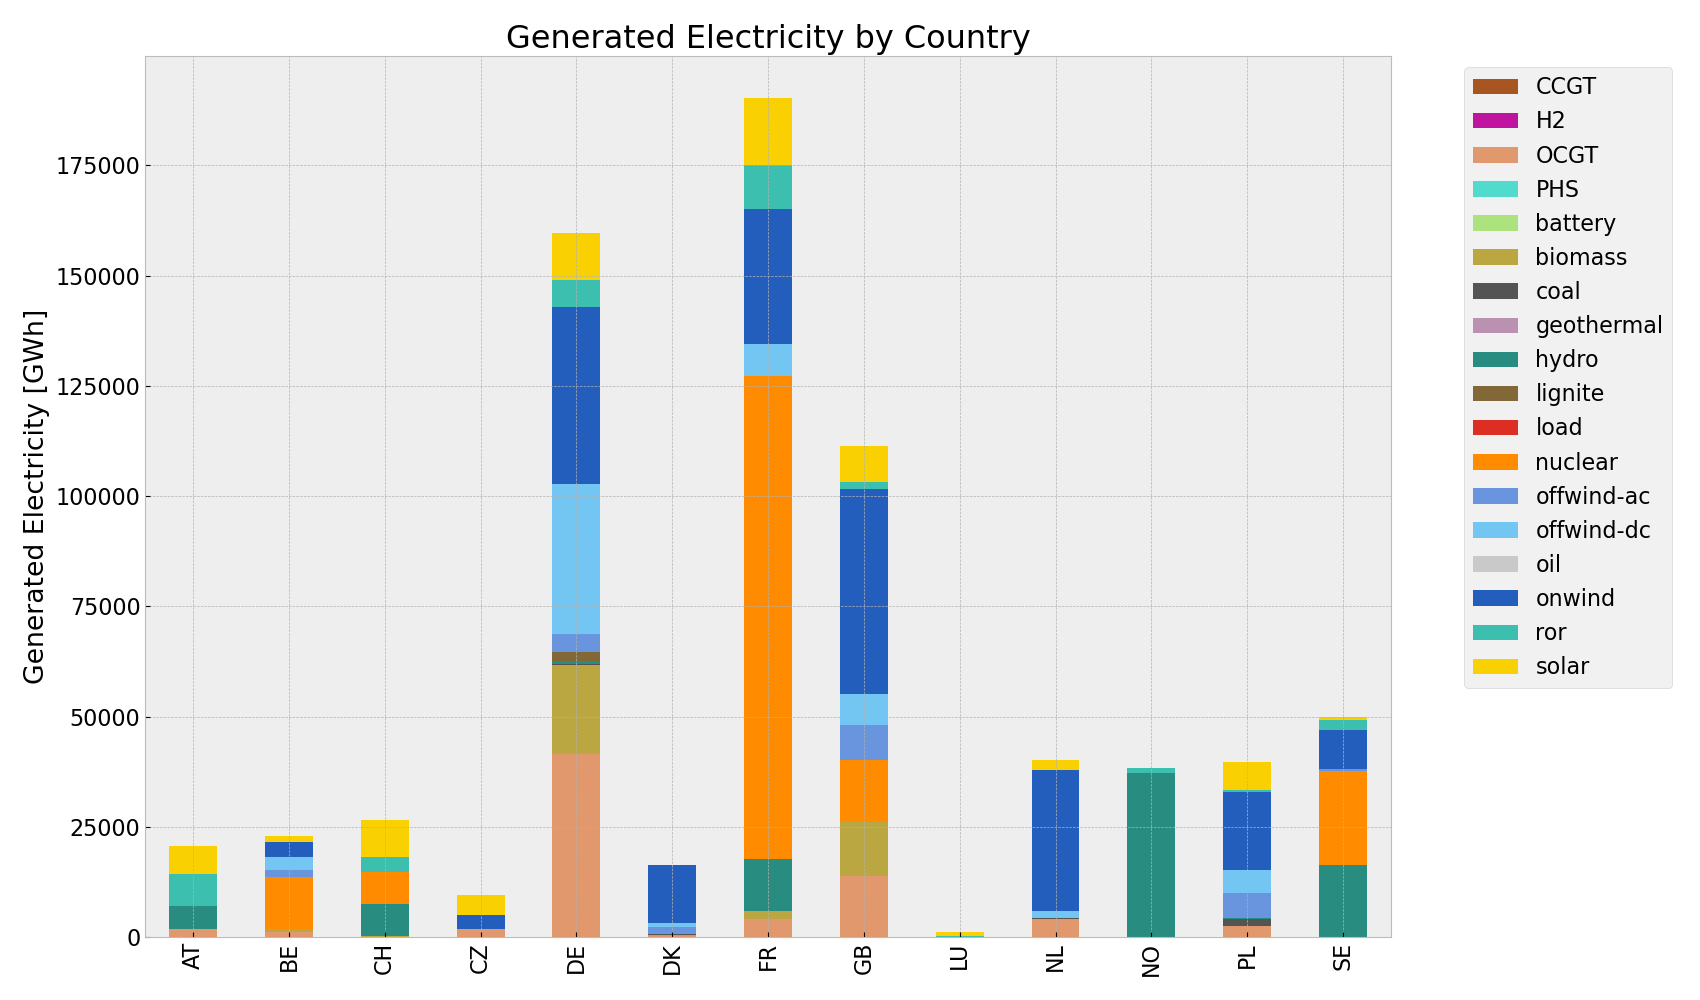 Generated Electricity by Country
Generated Electricity [GWh]
175000
150000
125000
100000
75000
50000
25000
0
AT
BE
CH
CZ
DE
DK
FR
GB
LU
NL
NO
PL
SE
CCGT
H2
OCGT
PHS
battery
biomass
coal
geothermal
hydro
lignite
load
nuclear
offwind-ac
offwind-dc
oil
onwind
ror
solar